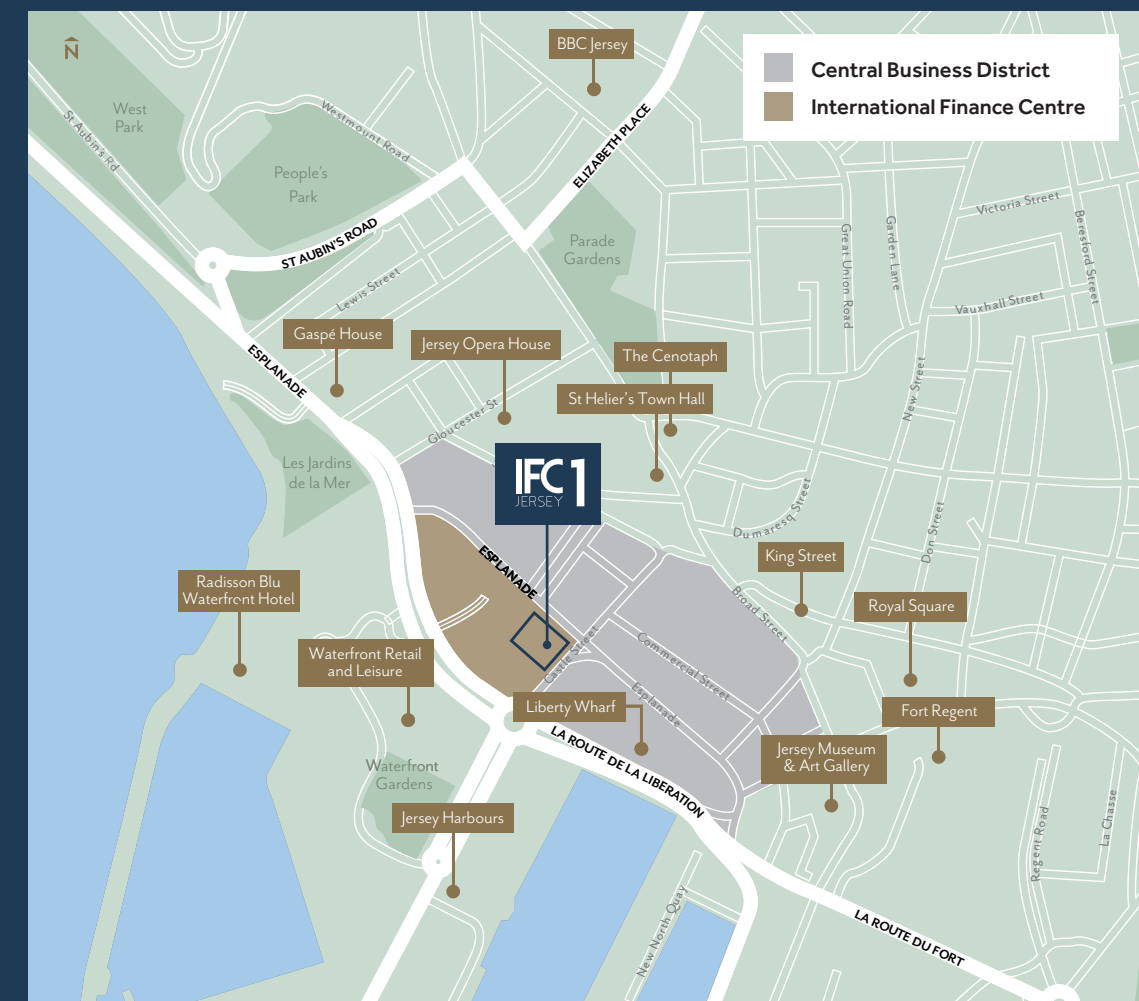 N
BBC Jersey
Central Business District
International Finance Centre
West
Park
St Aubin's Rd
Westmount Road
People's
Park
ELIZABETH PLACE
ST AUBIN'S ROAD
Parade
Gardens
Victoria Street
Beresford Street
Garden Lane
Great Union Road
Vauxhall Street
Lewis Street
Gaspé House
Jersey Opera House
The Cenotaph
St Helier's Town Hall
ESPLANADE
Gloucester St
New Street
Les Jardins
de la Mer
IFC 1
JERSEY
Dumaresq Street
Don Street
ESPLANADE
King Street
Broad Street
Royal Square
Radisson Blu
Waterfront Hotel
Waterfront Retail
and Leisure
Castle Street
Commercial Street
Esplanade
Liberty Wharf
Fort Regent
LA ROUTE DE LA LIBERATION
Jersey Museum
& Art Gallery
Waterfront
Gardens
Jersey Harbours
Regent Road
La Chasse
New North Quay
LA ROUTE DU FORT